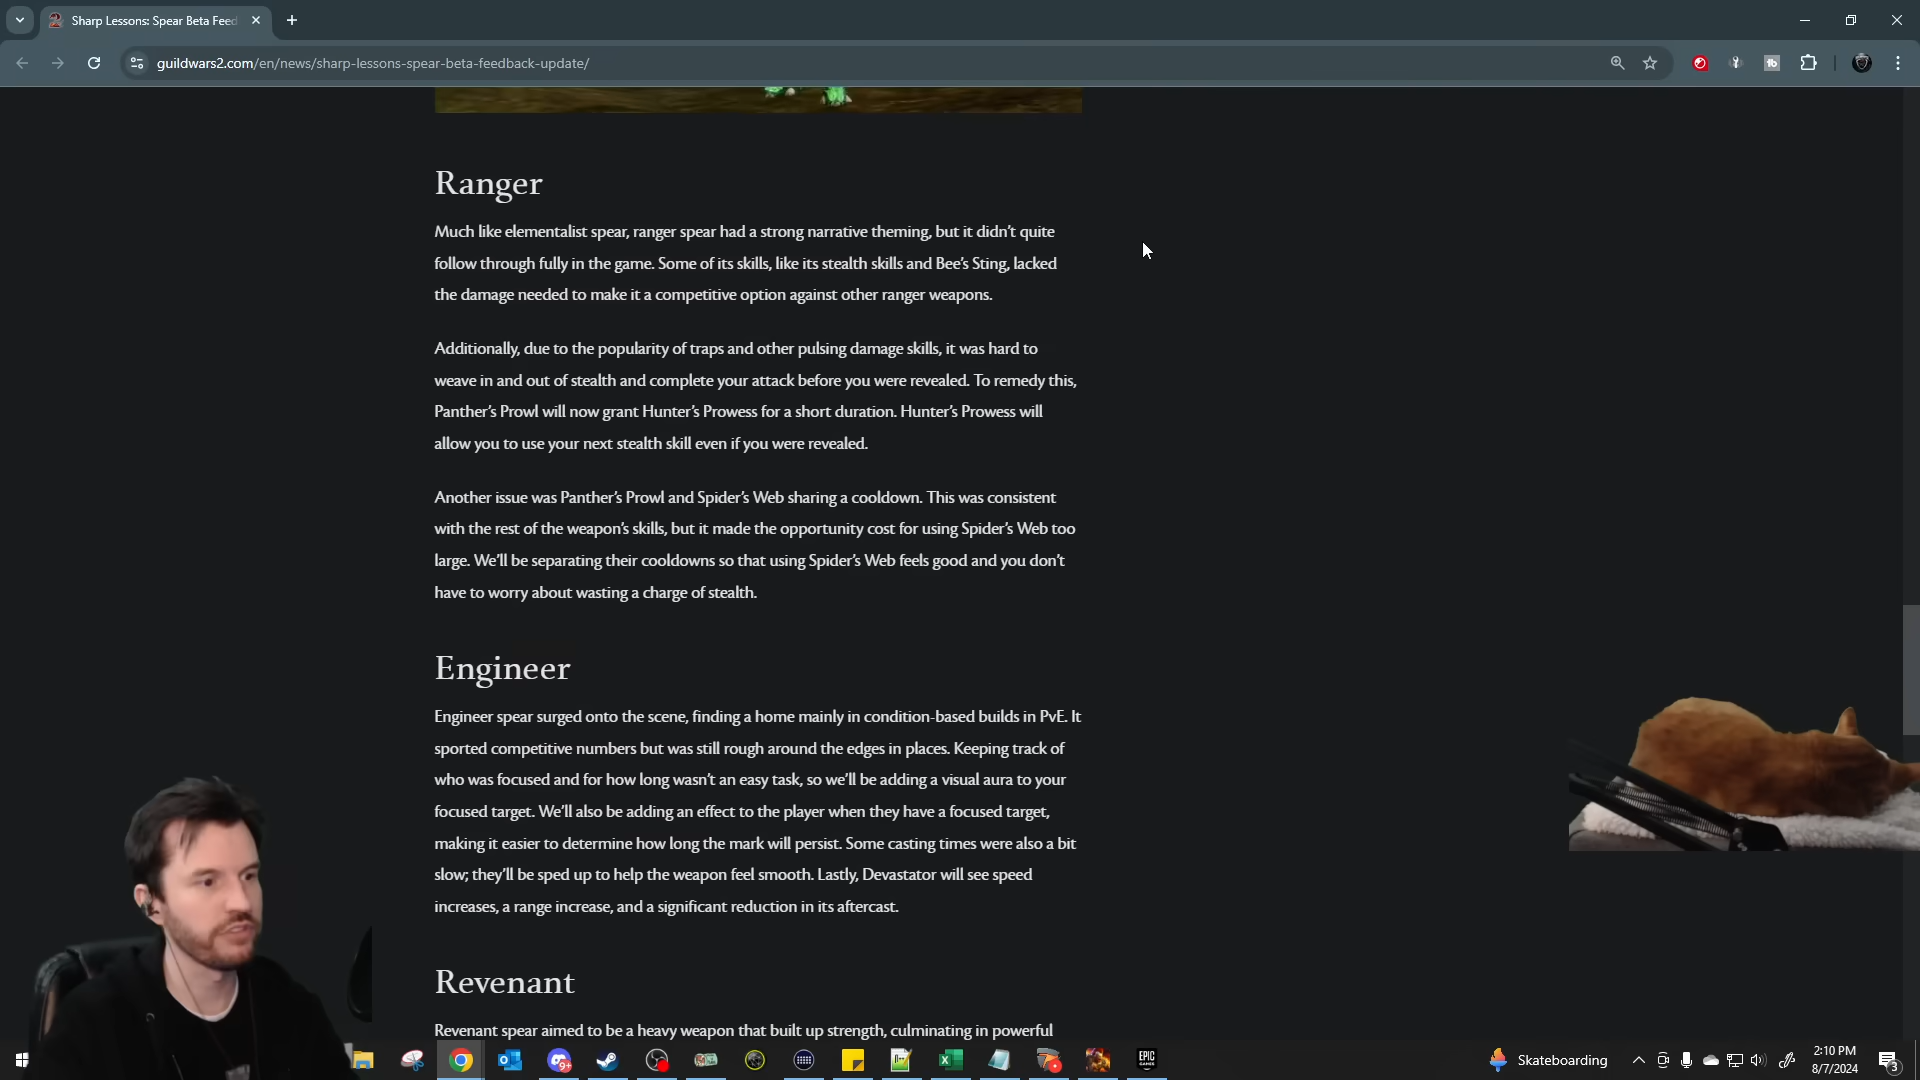 Sharp Lessons: Spear Beta Feed
guildwars2.com/en/news/sharp-lessons-spear-beta-feedback-update/
Ranger
Much like elementalist spear, ranger spear had a strong narrative theming, but it didn't quite
follow through fully in the game. Some of its skills, like its stealth skills and Bee's Sting, lacked
the damage needed to make it a competitive option against other ranger weapons.
Additionally, due to the popularity of traps and other pulsing damage skills, it was hard to
weave in and out of stealth and complete your attack before you were revealed. To remedy this,
Panther's Prowl will now grant Hunter's Prowess for a short duration. Hunter's Prowess will
allow you to use your next stealth skill even if you were revealed.
Another issue was Panther's Prowl and Spider's Web sharing a cooldown. This was consistent
with the rest of the weapon's skills, but it made the opportunity cost for using Spider's Web too
large. We'll be separating their cooldowns so that using Spider's Web feels good and you don't
have to worry about wasting a charge of stealth.
Engineer
Engineer spear surged onto the scene, finding a home mainly in condition-based builds in PvE. It
sported competitive numbers but was still rough around the edges in places. Keeping track of
who was focused and for how long wasn't an easy task, so we'll be adding a visual aura to your
focused target. We'll also be adding an effect to the player when they have a focused target,
making it easier to determine how long the mark will persist. Some casting times were also a bit
slow; they'll be sped up to help the weapon feel smooth. Lastly, Devastator will see speed
increases, a range increase, and a significant reduction in its aftercast.
Revenant
Revenant spear aimed to be a heavy weapon that built up strength, culminating in powerful
9+
EPIC
GAMES
Skateboarding
2:10 PM
8/7/2024
3